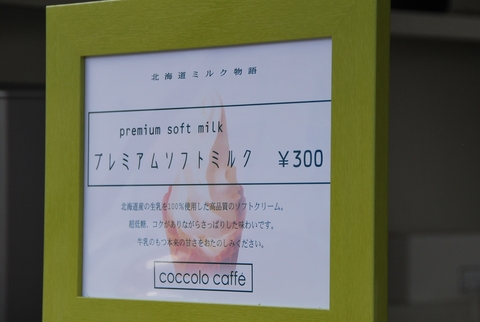 北海道ミルク物語
premium soft milk
プレミアムソフトミルク ¥300
北海道産の生乳を100%使用した高品質のソフトクリーム。
超低糖、コクがありながらさっぱりした味わいです。
牛乳のもつ本来の甘さをおたのしみください。
coccolo caffé